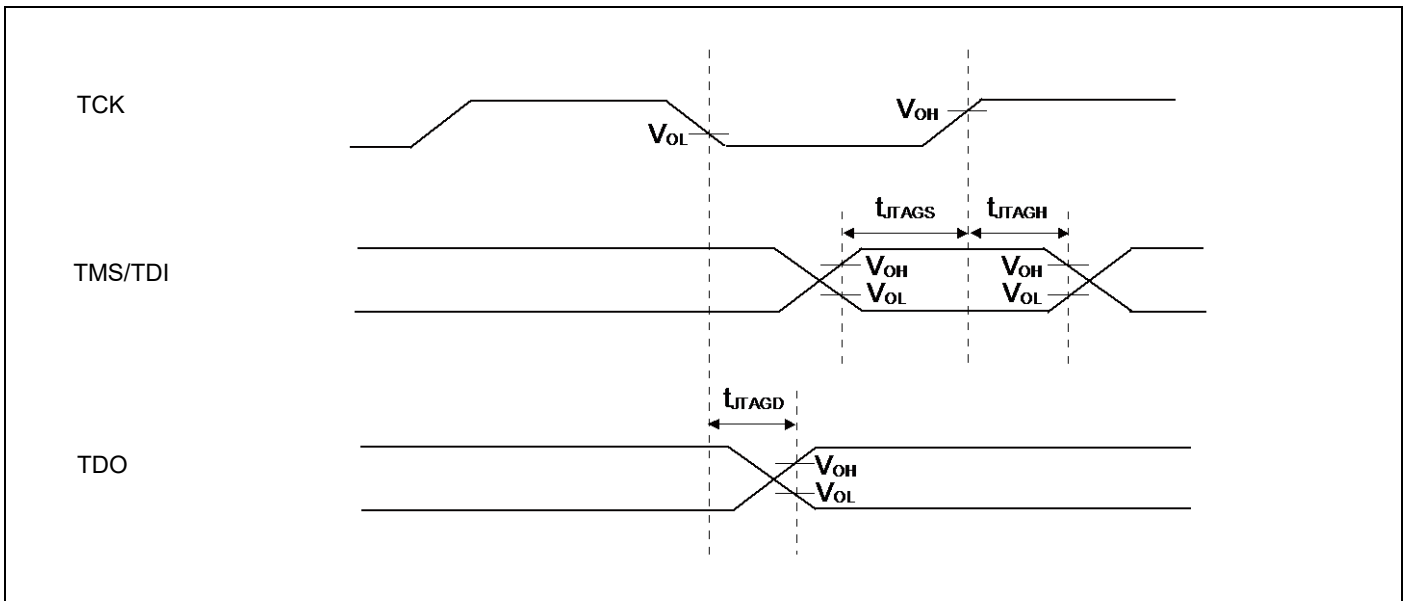 TCK
VOL
VOH
tJTAGS tJTAGH
TMS/TDI
VOH VOH
VOL VOL
tJTAGD
TDO
VOH
VOL